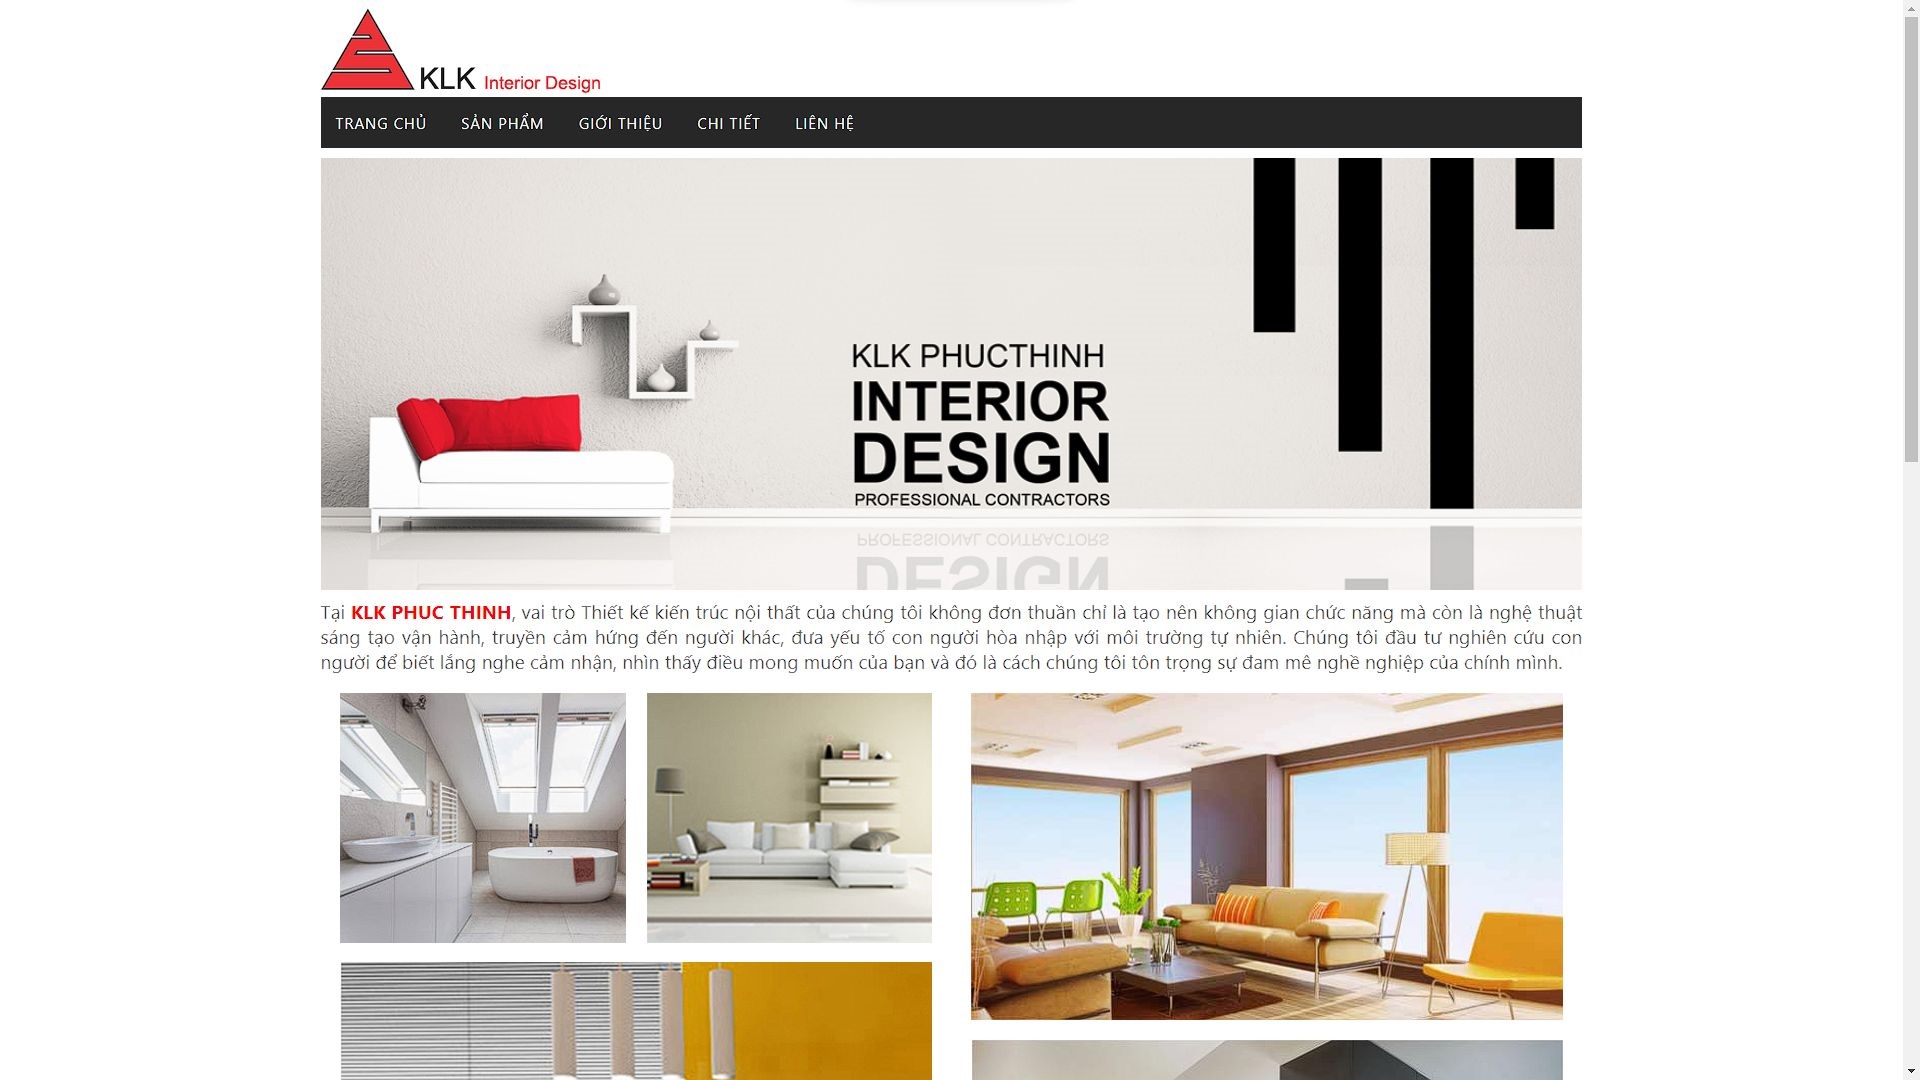 KLK Interior Design
TRANG CHỦ SẢN PHẨM GIỚI THIỆU CHI TIẾT LIÊN HỆ
KLK PHUCTHINH
INTERIOR
DESIGN
PROFESSIONAL CONTRACTORS
Tại KLK PHUC THINH, vai trò Thiết kế kiến trúc nội thất của chúng tôi không đơn thuần chỉ là tạo nên không gian chức năng mà còn là nghệ thuật
sáng tạo vận hành, truyền cảm hứng đến người khác, đưa yếu tố con người hòa nhập với môi trường tự nhiên. Chúng tôi đầu tư nghiên cứu con
người để biết lắng nghe cảm nhận, nhìn thấy điều mong muốn của bạn và đó là cách chúng tôi tôn trọng sự đam mê nghề nghiệp của chính mình.